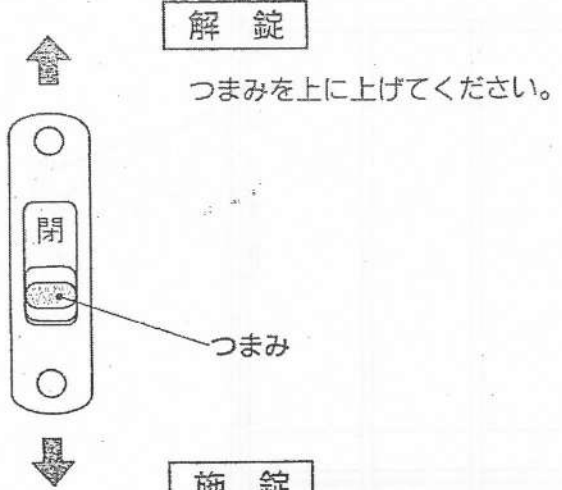 解 錠
つまみを上に上げてください。
閉
つまみ
施 錠